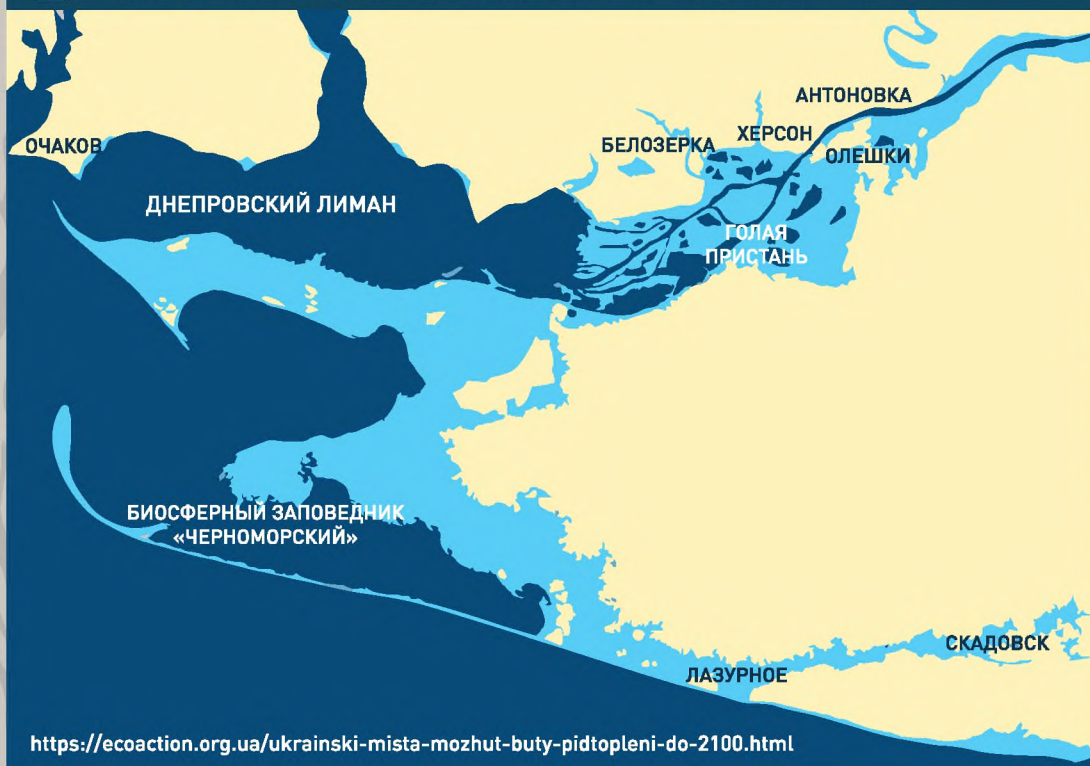 АНТОНОВКА
ОЧАКОВ
БЕЛОЗЕРКА
ХЕРСОН
ОЛЕШКИ
ДНЕПРОВСКИЙ ЛИМАН
ГОЛАЯ
ПРИСТАНЬ
БИОСФЕРНЫЙ ЗАПОВЕДНИК
«ЧЕРНОМОРСКИЙ»
СКАДОВСК
ЛАЗУРНОЕ
https://ecoaction.org.ua/ukrainski-mista-mozhut-buty-pidtopleni-do-2100.html